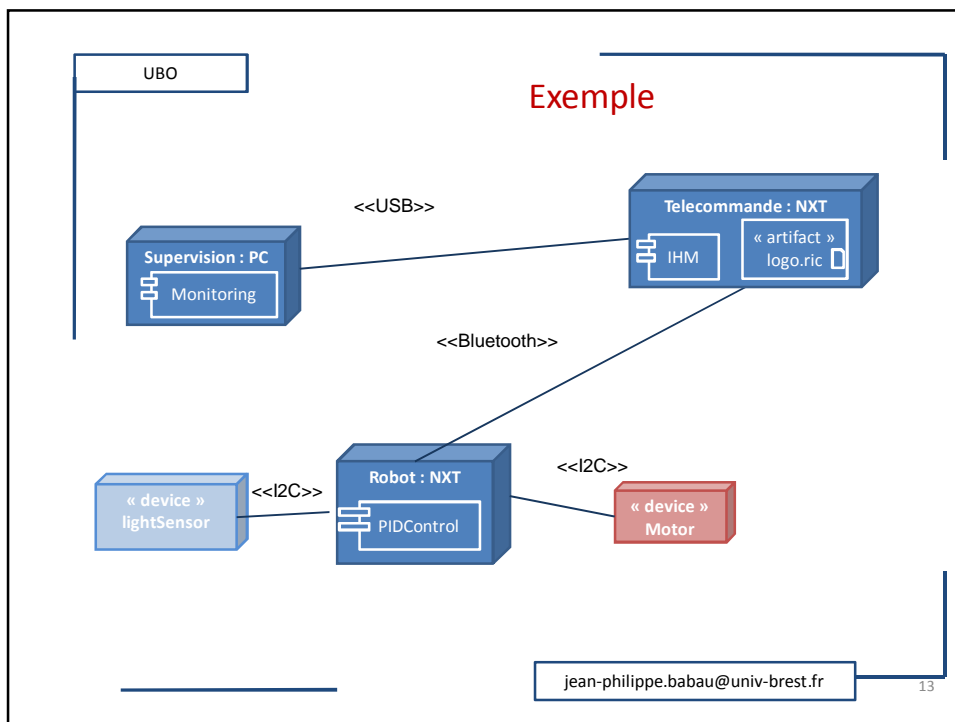 UBO
Exemple
<<USB>>
Telecommande : NXT
IHM
« artifact »
logo.ric
Supervision : PC
Monitoring
<<Bluetooth>>
Robot : NXT
PIDControl
<<I2C>>
<<I2C>>
« device »
lightSensor
« device »
Motor
jean-philippe.babau@univ-brest.fr
13